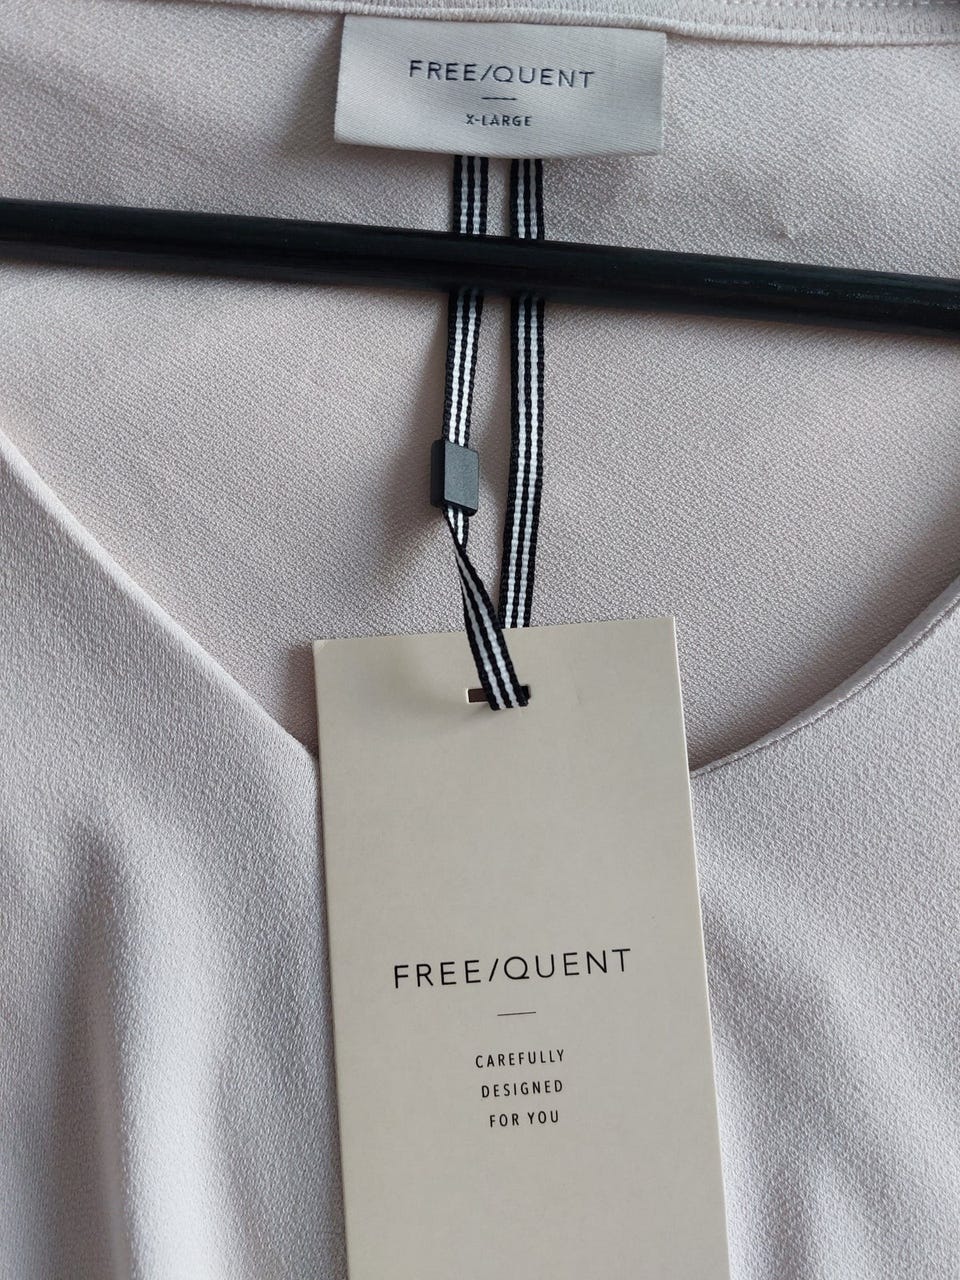 FREE/QUENT
X-LARGE
FREE/QUENT
CAREFULLY
DESIGNED
FOR YOU